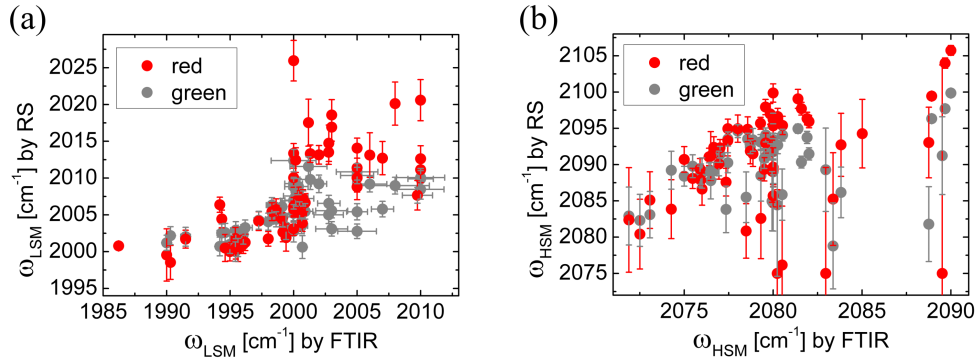 (a)
red
green
ω_LSM [cm⁻¹] by RS
2025
2020
2015
2010
2005
2000
1995
1985 1990 1995 2000 2005 2010
ω_LSM [cm⁻¹] by FTIR
(b)
red
green
ω_HSM [cm⁻¹] by RS
2105
2100
2095
2090
2085
2080
2075
2075 2080 2085 2090
ω_HSM [cm⁻¹] by FTIR